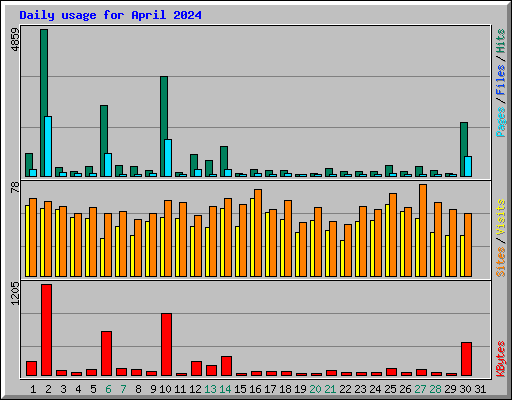 Daily usage for April 2024
4859
Pages / Files / Hits
78
Sites / Visits
1205
KBytes
1 2 3 4 5 6 7 8 9 10 11 12 13 14 15 16 17 18 19 20 21 22 23 24 25 26 27 28 29 30 31